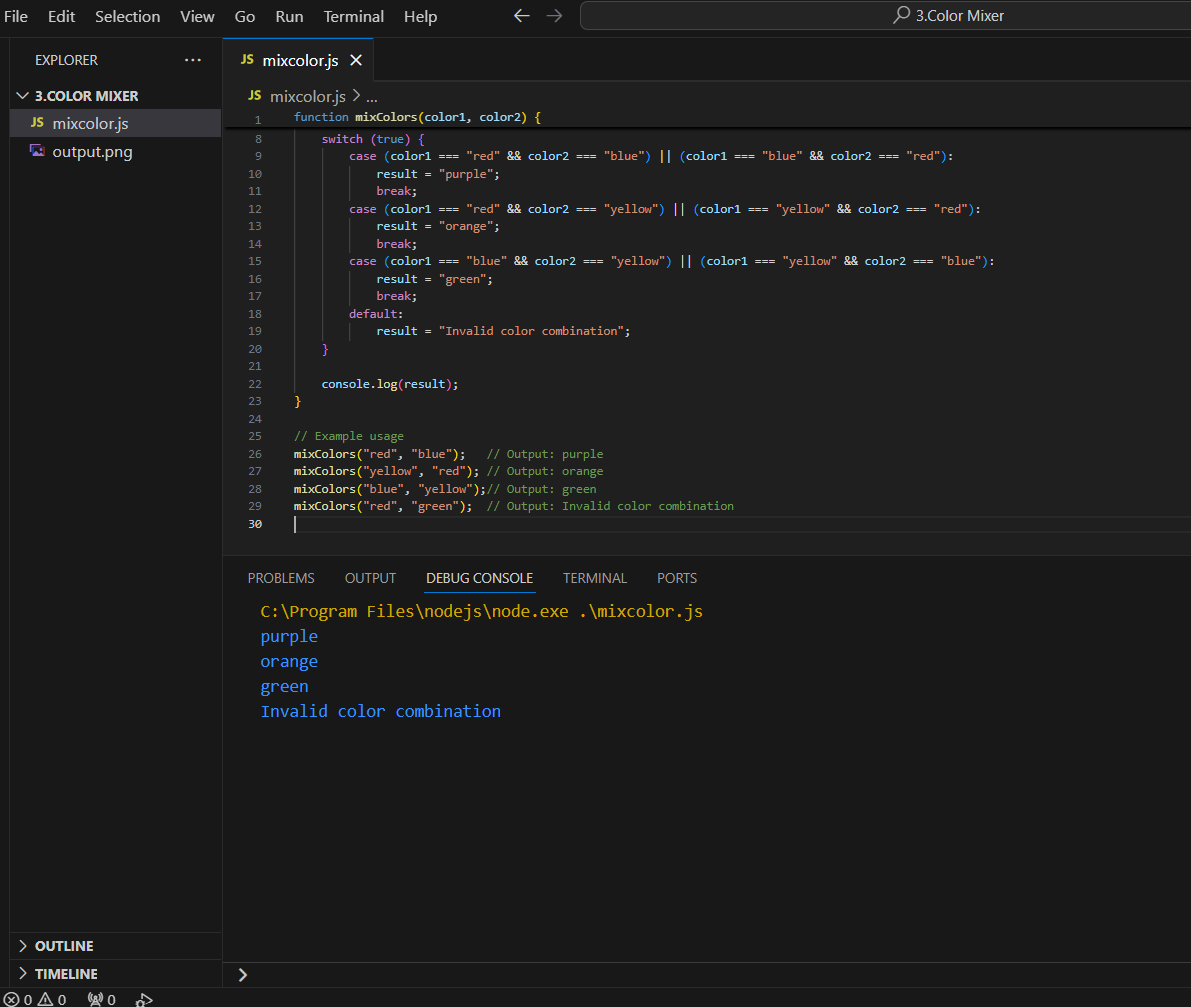 File Edit Selection View Go Run Terminal Help 3.Color Mixer
EXPLORER ...
3.COLOR MIXER
JS mixcolor.js
output.png
JS mixcolor.js
JS mixcolor.js > ...
1 function mixColors(color1, color2) {
8 switch (true) {
9 case (color1 === "red" && color2 === "blue") || (color1 === "blue" && color2 === "red"):
10 result = "purple";
11 break;
12 case (color1 === "red" && color2 === "yellow") || (color1 === "yellow" && color2 === "red"):
13 result = "orange";
14 break;
15 case (color1 === "blue" && color2 === "yellow") || (color1 === "yellow" && color2 === "blue"):
16 result = "green";
17 break;
18 default:
19 result = "Invalid color combination";
20 }
21
22 console.log(result);
23 }
24
25 // Example usage
26 mixColors("red", "blue");   // Output: purple
27 mixColors("yellow", "red"); // Output: orange
28 mixColors("blue", "yellow");// Output: green
29 mixColors("red", "green");  // Output: Invalid color combination
30
PROBLEMS OUTPUT DEBUG CONSOLE TERMINAL PORTS
C:\Program Files\nodejs\node.exe .\mixcolor.js
purple
orange
green
Invalid color combination
OUTLINE
TIMELINE
0 0 0